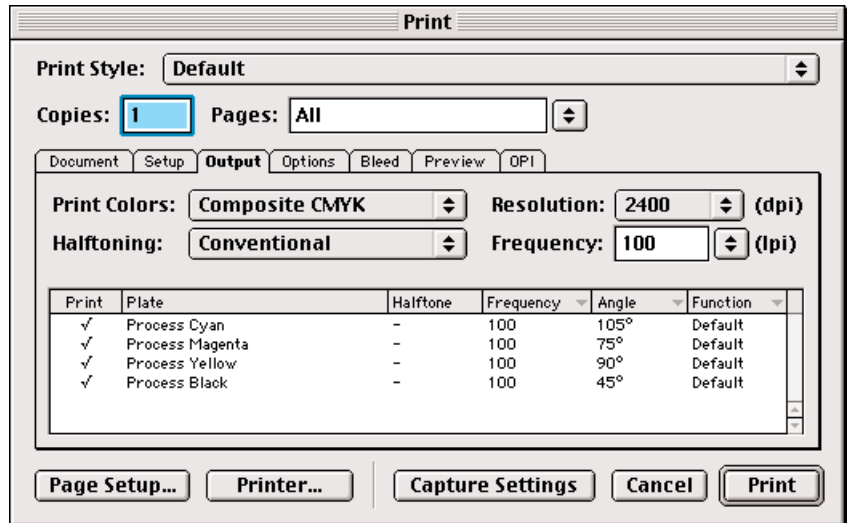 Print
Print Style: Default
Copies: 1 Pages: All
Document Setup Output Options Bleed Preview OPI
Print Colors: Composite CMYK Resolution: 2400 (dpi)
Halftoning: Conventional Frequency: 100 (lpi)
Print Plate Halftone Frequency Angle Function
√ Process Cyan – 100 105° Default
√ Process Magenta – 100 75° Default
√ Process Yellow – 100 90° Default
√ Process Black – 100 45° Default
Page Setup... Printer... Capture Settings Cancel Print